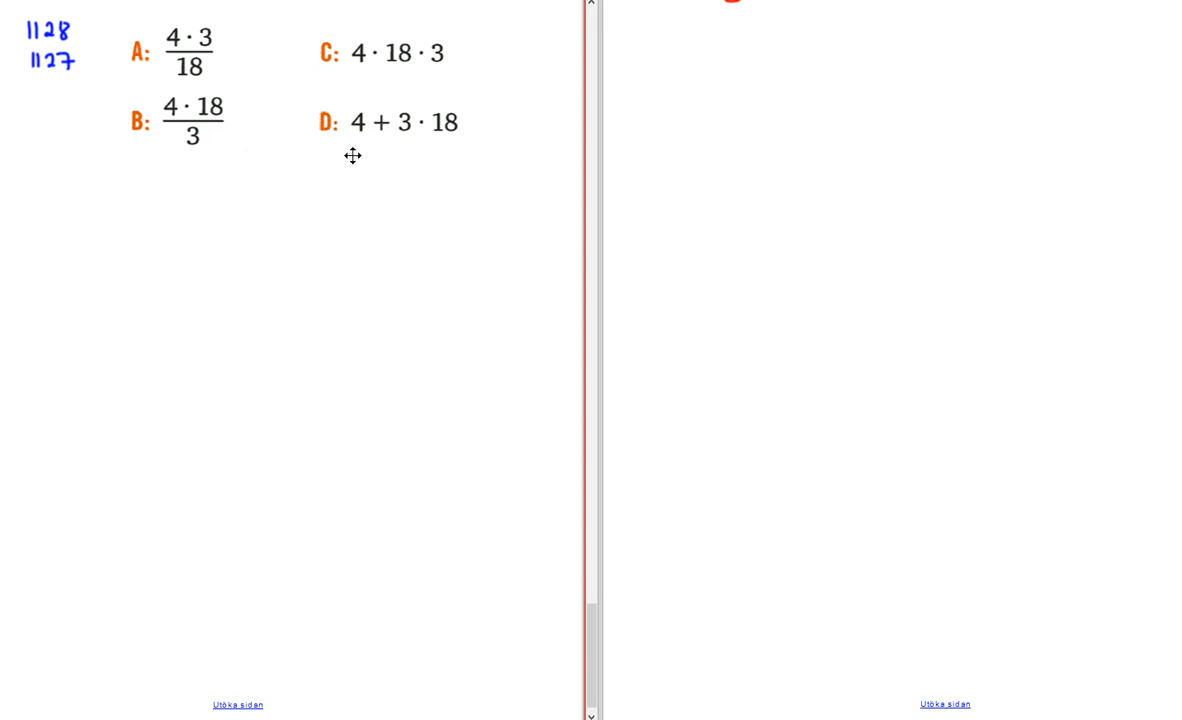 1128
1127
A: 4 · 3 / 18
C: 4 · 18 · 3
B: 4 · 18 / 3
D: 4 + 3 · 18
Utöka sidan
Utöka sidan